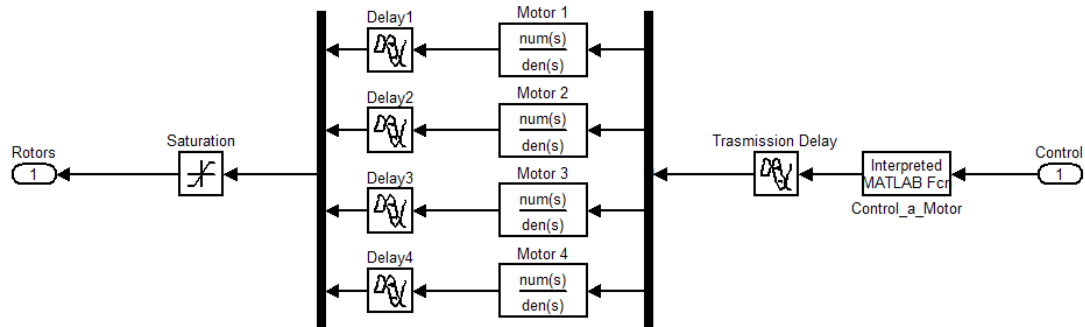 Delay1
Motor 1
num(s)
den(s)
Delay2
Motor 2
num(s)
den(s)
Rotors
1
Saturation
Trasmission Delay
Interpreted
MATLAB Fcr
Control_a_Motor
Control
1
Delay3
Motor 3
num(s)
den(s)
Delay4
Motor 4
num(s)
den(s)